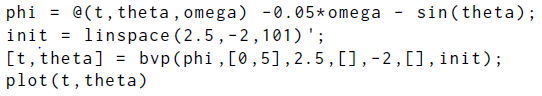 phi = @(t,theta,omega) -0.05*omega - sin(theta);
init = linspace(2.5,-2,101)';
[t,theta] = bvp(phi,[0,5],2.5,[],-2,[],init);
plot(t,theta)